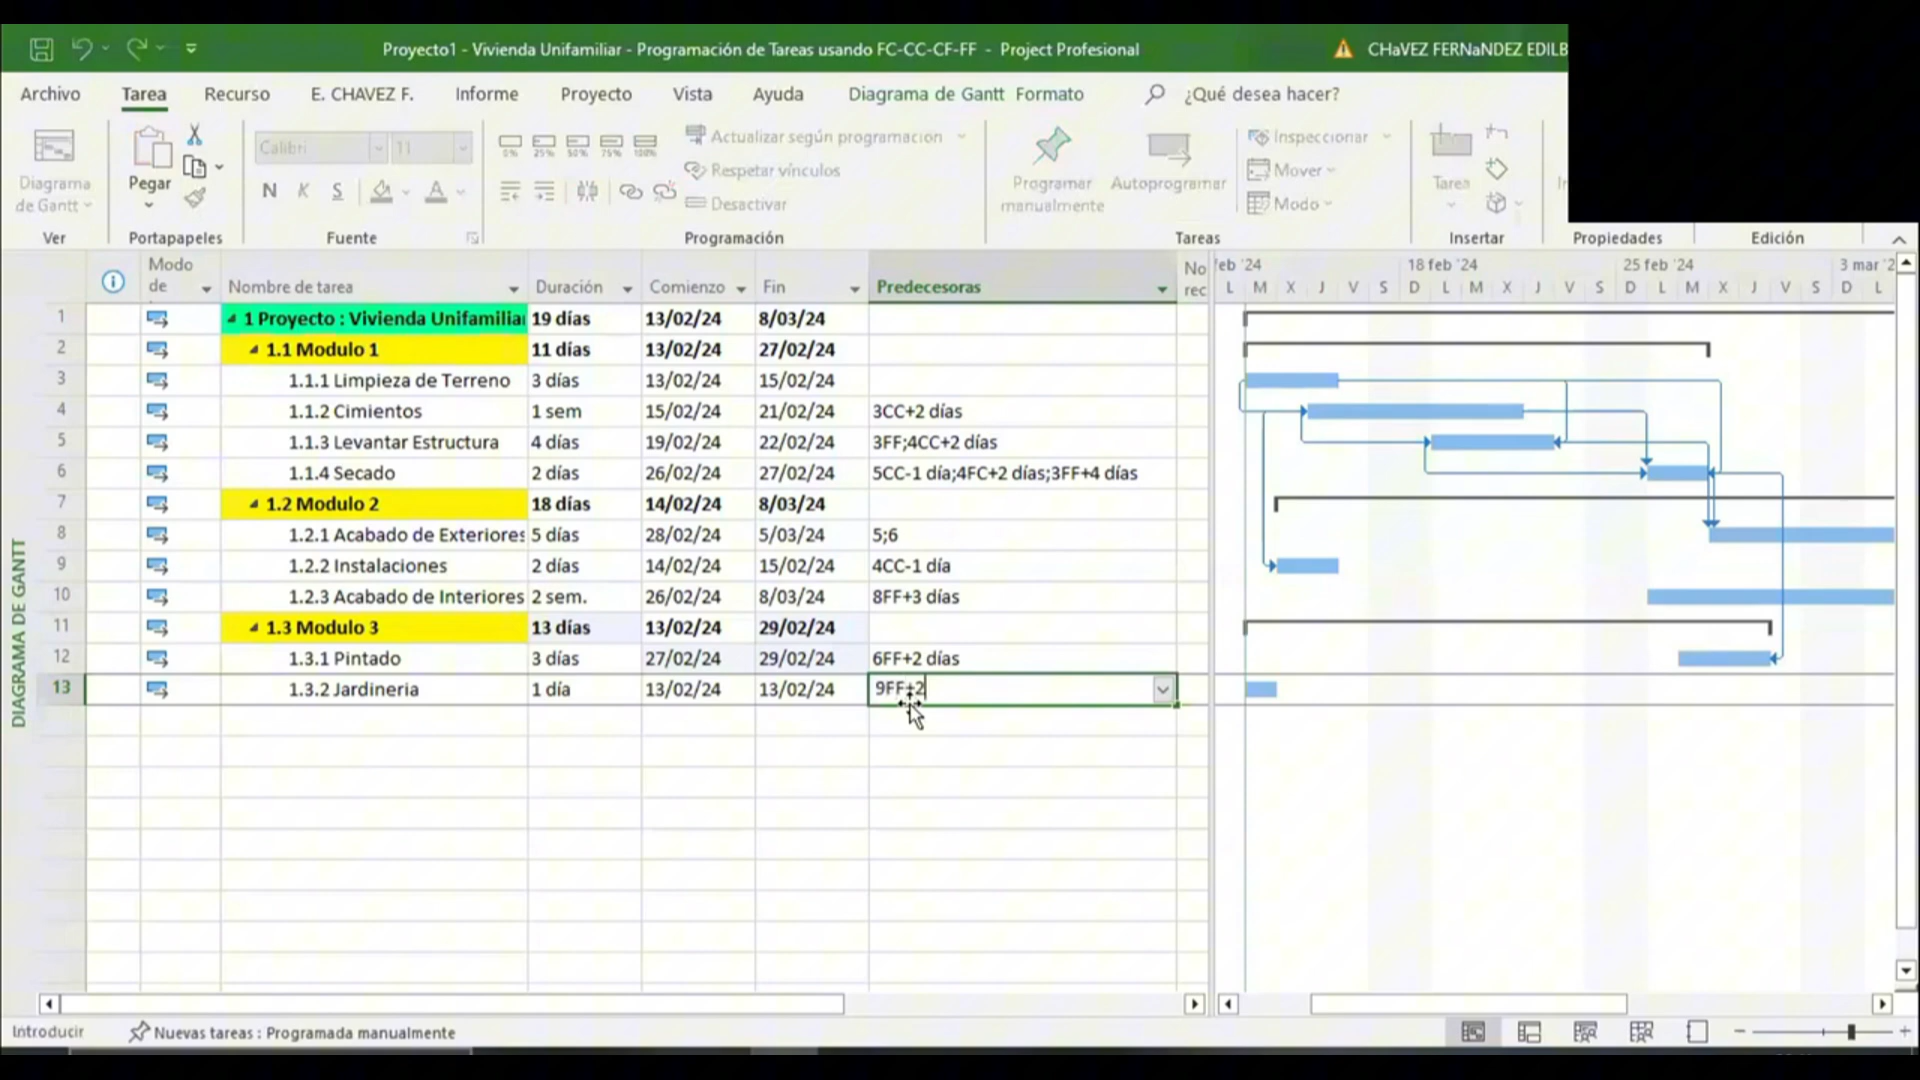 Proyecto1 - Vivienda Unifamiliar - Programación de Tareas usando FC-CC-CF-FF - Project Profesional
CHaVEZ FERNaNDEZ EDILB
Archivo Tarea Recurso E. CHAVEZ F. Informe Proyecto Vista Ayuda Diagrama de Gantt Formato ¿Qué desea hacer?
Diagrama de Gantt
Pegar
Calibri 11
N K S A
0% 25% 50% 75% 100%
Actualizar según programación
Respetar vínculos
Desactivar
Programar manualmente
Autoprogramar
Inspeccionar
Mover
Modo
Tarea
Ver Portapapeles Fuente Programación Tareas Insertar Propiedades Edición
Modo de Nombre de tarea Duración Comienzo Fin Predecesoras No rec
feb '24 18 feb '24 25 feb '24 3 mar '2
L M X J V S D L M X J V S D L M X J V S D L
1 1 Proyecto : Vivienda Unifamiliar 19 días 13/02/24 8/03/24
2 1.1 Modulo 1 11 días 13/02/24 27/02/24
3 1.1.1 Limpieza de Terreno 3 días 13/02/24 15/02/24
4 1.1.2 Cimientos 1 sem 15/02/24 21/02/24 3CC+2 días
5 1.1.3 Levantar Estructura 4 días 19/02/24 22/02/24 3FF;4CC+2 días
6 1.1.4 Secado 2 días 26/02/24 27/02/24 5CC-1 día;4FC+2 días;3FF+4 días
7 1.2 Modulo 2 18 días 14/02/24 8/03/24
8 1.2.1 Acabado de Exteriores 5 días 28/02/24 5/03/24 5;6
9 1.2.2 Instalaciones 2 días 14/02/24 15/02/24 4CC-1 día
10 1.2.3 Acabado de Interiores 2 sem. 26/02/24 8/03/24 8FF+3 días
11 1.3 Modulo 3 13 días 13/02/24 29/02/24
12 1.3.1 Pintado 3 días 27/02/24 29/02/24 6FF+2 días
13 1.3.2 Jardineria 1 día 13/02/24 13/02/24 9FF+2
DIAGRAMA DE GANTT
Introducir Nuevas tareas : Programada manualmente